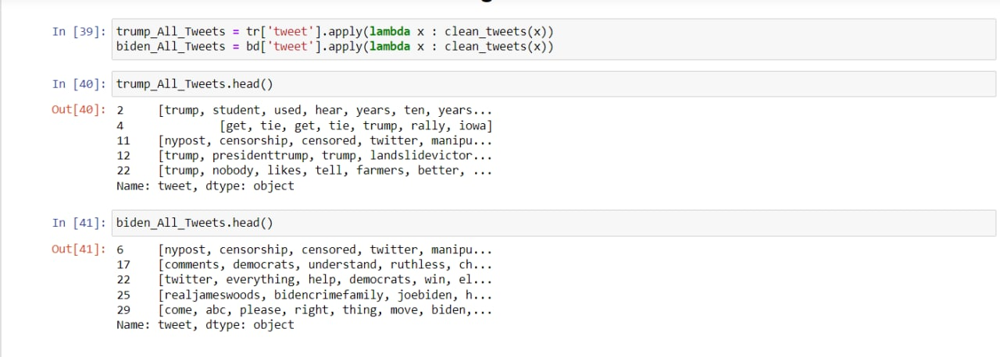 In [39]: trump_All_Tweets = tr['tweet'].apply(lambda x : clean_tweets(x))
biden_All_Tweets = bd['tweet'].apply(lambda x : clean_tweets(x))
In [40]: trump_All_Tweets.head()
Out[40]: 2 [trump, student, used, hear, years, ten, years...
4 [get, tie, get, tie, trump, rally, iowa]
11 [nypost, censorship, censored, twitter, manipu...
12 [trump, presidenttrump, trump, landslidevictor...
22 [trump, nobody, likes, tell, farmers, better, ...
Name: tweet, dtype: object
In [41]: biden_All_Tweets.head()
Out[41]: 6 [nypost, censorship, censored, twitter, manipu...
17 [comments, democrats, understand, ruthless, ch...
22 [twitter, everything, help, democrats, win, el...
25 [realjameswoods, bidencrimefamily, joebiden, h...
29 [come, abc, please, right, thing, move, biden,...
Name: tweet, dtype: object